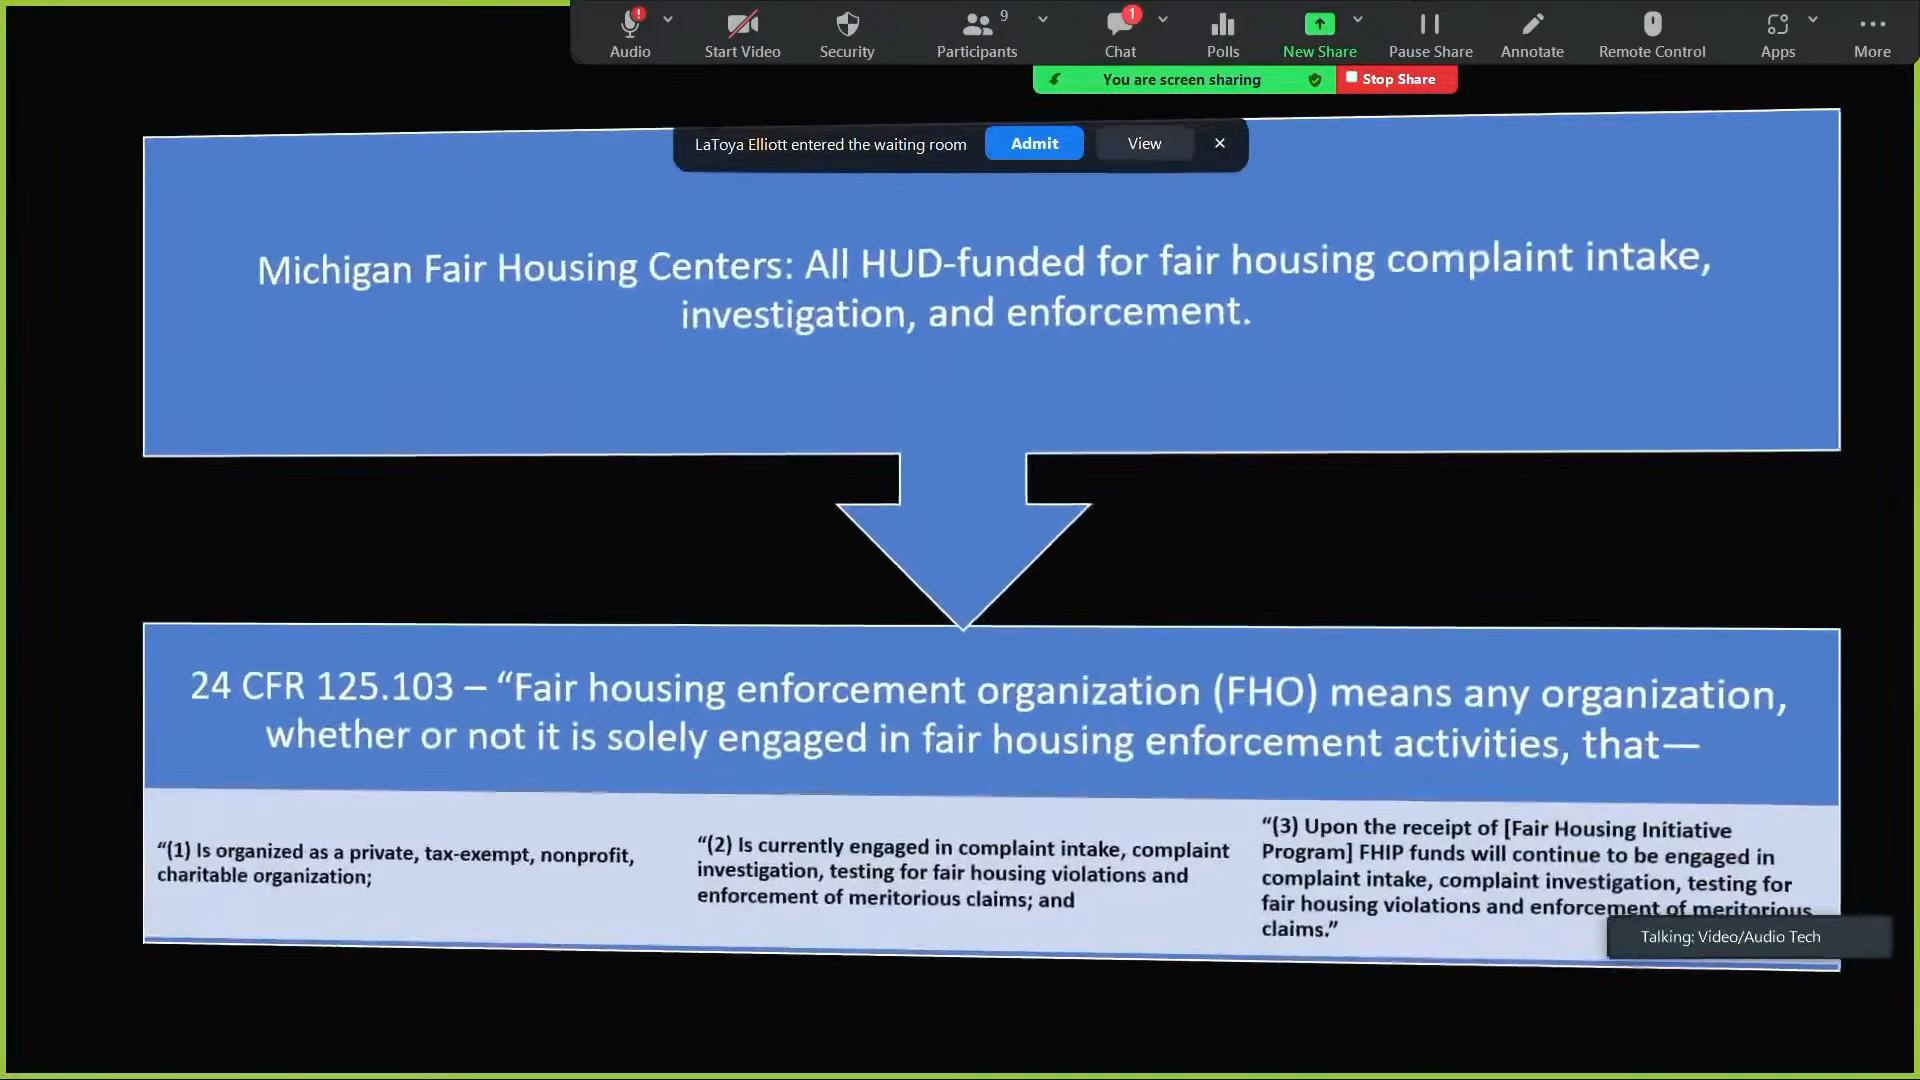 Audio
Start Video
Security
Participants
9
Chat
1
Polls
New Share
Pause Share
Annotate
Remote Control
Apps
More
You are screen sharing
Stop Share
LaToya Elliott entered the waiting room
Admit
View
Michigan Fair Housing Centers: All HUD-funded for fair housing complaint intake,
investigation, and enforcement.
24 CFR 125.103 – “Fair housing enforcement organization (FHO) means any organization,
whether or not it is solely engaged in fair housing enforcement activities, that—
“(1) Is organized as a private, tax-exempt, nonprofit,
charitable organization;
“(2) Is currently engaged in complaint intake, complaint
investigation, testing for fair housing violations and
enforcement of meritorious claims; and
“(3) Upon the receipt of [Fair Housing Initiative
Program] FHIP funds will continue to be engaged in
complaint intake, complaint investigation, testing for
fair housing violations and enforcement of meritorious
claims.”
Talking: Video/Audio Tech